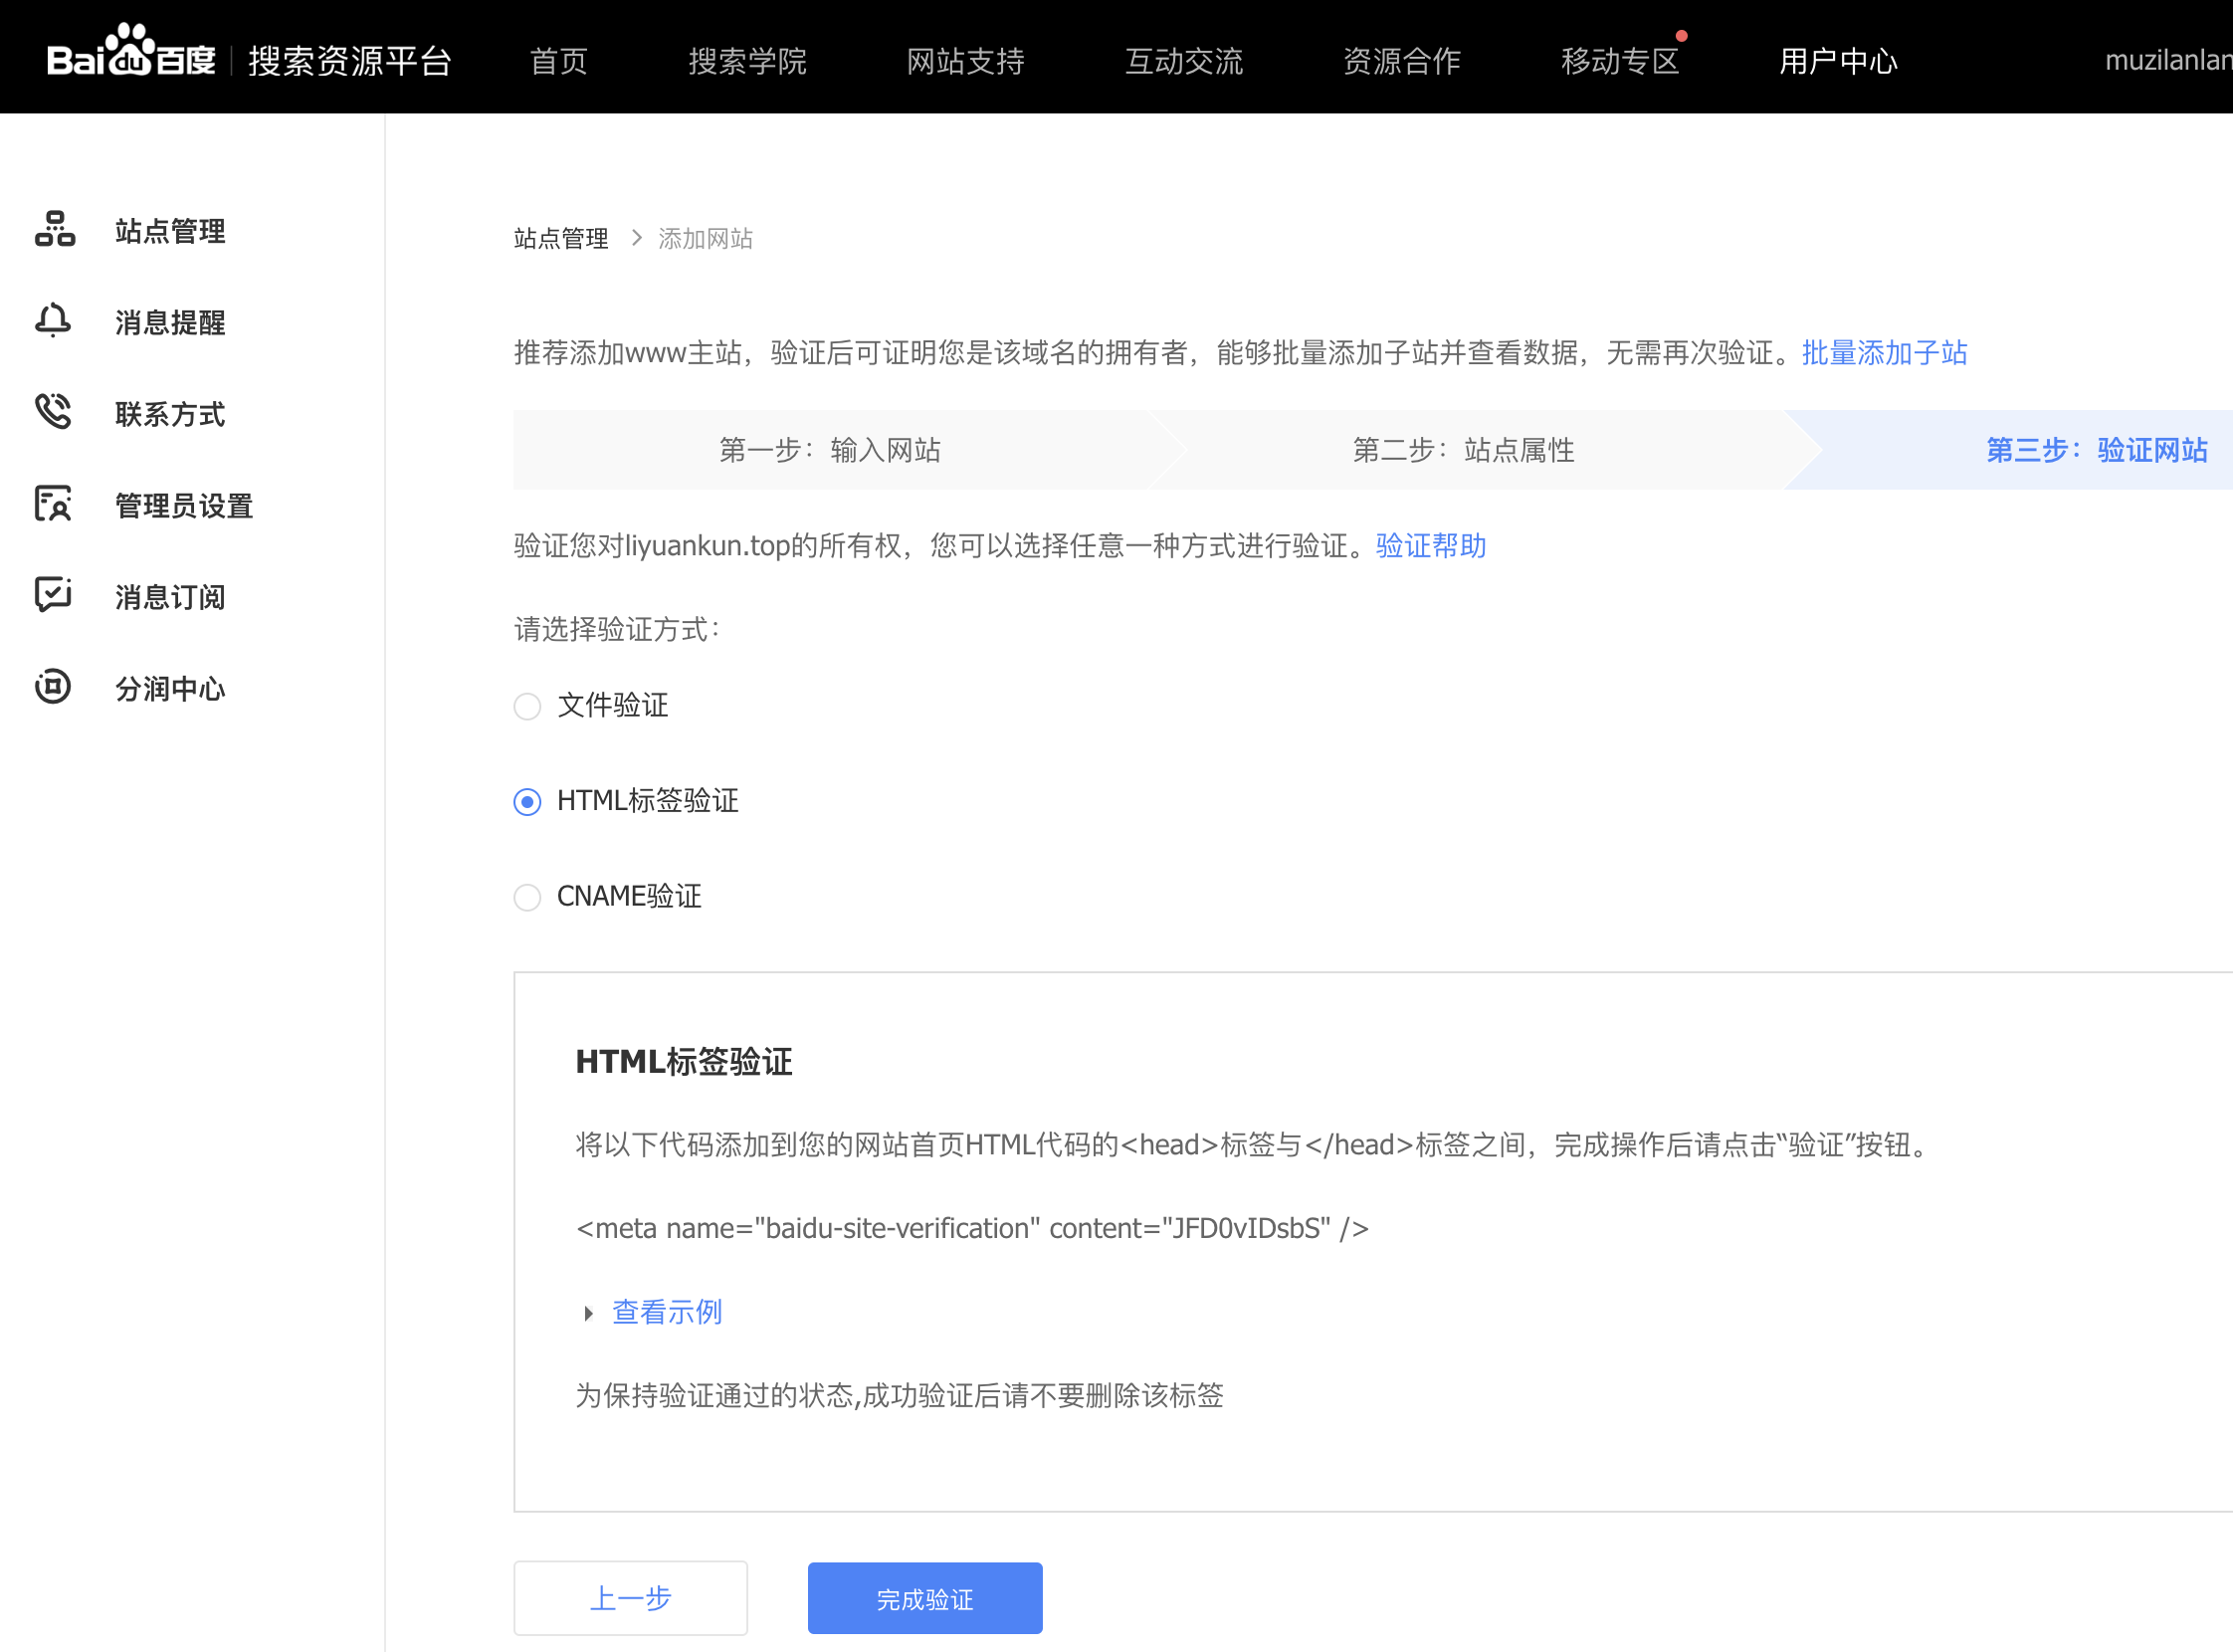 Baidu百度 搜索资源平台 首页 搜索学院 网站支持 互动交流 资源合作 移动专区 用户中心 muzilanlan
站点管理
消息提醒
联系方式
管理员设置
消息订阅
分润中心
站点管理 > 添加网站
推荐添加www主站，验证后可证明您是该域名的拥有者，能够批量添加子站并查看数据，无需再次验证。批量添加子站
第一步：输入网站 第二步：站点属性 第三步：验证网站
验证您对liyuankun.top的所有权，您可以选择任意一种方式进行验证。验证帮助
请选择验证方式：
文件验证
HTML标签验证
CNAME验证
HTML标签验证
将以下代码添加到您的网站首页HTML代码的<head>标签与</head>标签之间，完成操作后请点击“验证”按钮。
<meta name="baidu-site-verification" content="JFD0vIDsbS" />
查看示例
为保持验证通过的状态,成功验证后请不要删除该标签
上一步 完成验证